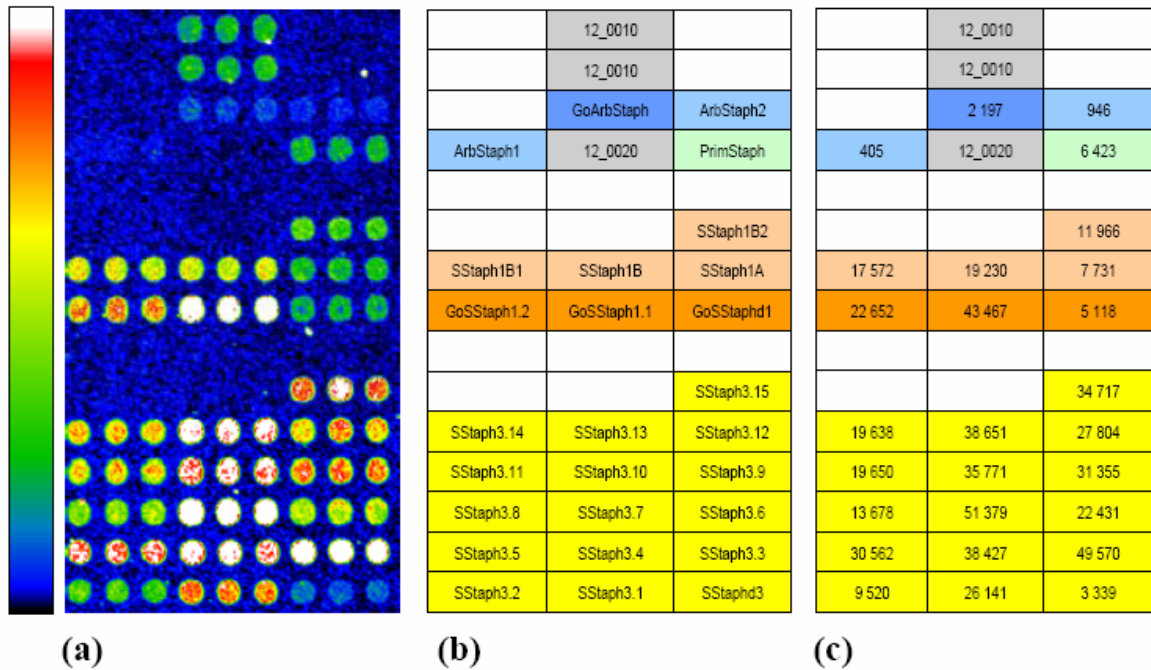 12_0010 12_0010
12_0010 12_0010
GoArbStaph ArbStaph2 2 197 946
ArbStaph1 12_0020 PrimStaph 405 12_0020 6 423
SStaph1B2 11 966
SStaph1B1 SStaph1B SStaph1A 17 572 19 230 7 731
GoSStaph1.2 GoSStaph1.1 GoSStaphd1 22 652 43 467 5 118
SStaph3.15 34 717
SStaph3.14 SStaph3.13 SStaph3.12 19 638 38 651 27 804
SStaph3.11 SStaph3.10 SStaph3.9 19 650 35 771 31 355
SStaph3.8 SStaph3.7 SStaph3.6 13 678 51 379 22 431
SStaph3.5 SStaph3.4 SStaph3.3 30 562 38 427 49 570
SStaph3.2 SStaph3.1 SStaphd3 9 520 26 141 3 339
(a) (b) (c)